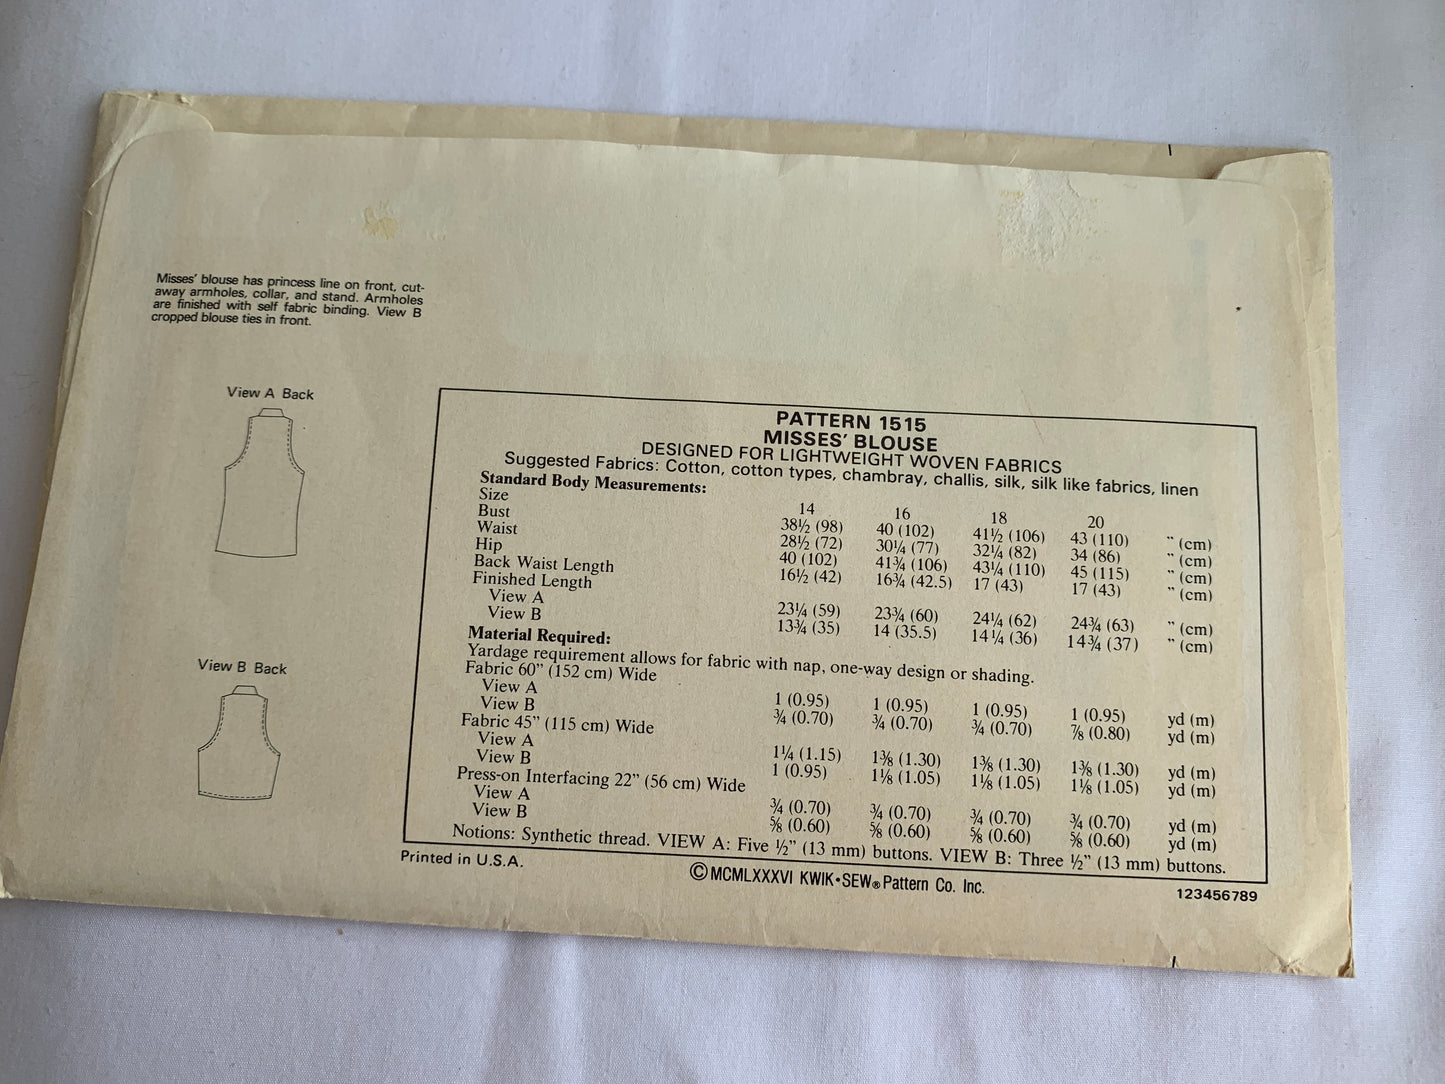 Misses' blouse has princess line on front, cut-
away armholes, collar, and stand. Armholes
are finished with self fabric binding. View B
cropped blouse ties in front.
View A Back
View B Back
PATTERN 1515
MISSES' BLOUSE
DESIGNED FOR LIGHTWEIGHT WOVEN FABRICS
Suggested Fabrics: Cotton, cotton types, chambray, challis, silk, silk like fabrics, linen
Standard Body Measurements:
Size 14 16 18 20
Bust 38½ (98) 40 (102) 41½ (106) 43 (110) " (cm)
Waist 28½ (72) 30¼ (77) 32¼ (82) 34 (86) " (cm)
Hip 40 (102) 41¾ (106) 43¼ (110) 45 (115) " (cm)
Back Waist Length 16½ (42) 16¾ (42.5) 17 (43) 17 (43) " (cm)
Finished Length
View A 23¼ (59) 23¾ (60) 24¼ (62) 24¾ (63) " (cm)
View B 13¾ (35) 14 (35.5) 14¼ (36) 14¾ (37) " (cm)
Material Required:
Yardage requirement allows for fabric with nap, one-way design or shading.
Fabric 60" (152 cm) Wide
View A 1 (0.95) 1 (0.95) 1 (0.95) 1 (0.95) yd (m)
View B ¾ (0.70) ¾ (0.70) ¾ (0.70) ⅞ (0.80) yd (m)
Fabric 45" (115 cm) Wide
View A 1¼ (1.15) 1⅜ (1.30) 1⅜ (1.30) 1⅜ (1.30) yd (m)
View B 1 (0.95) 1⅛ (1.05) 1⅛ (1.05) 1⅛ (1.05) yd (m)
Press-on Interfacing 22" (56 cm) Wide
View A ¾ (0.70) ¾ (0.70) ¾ (0.70) ¾ (0.70) yd (m)
View B ⅝ (0.60) ⅝ (0.60) ⅝ (0.60) ⅝ (0.60) yd (m)
Notions: Synthetic thread. VIEW A: Five ½" (13 mm) buttons. VIEW B: Three ½" (13 mm) buttons.
Printed in U.S.A.
©MCMLXXXVI KWIK•SEW® Pattern Co. Inc.
123456789